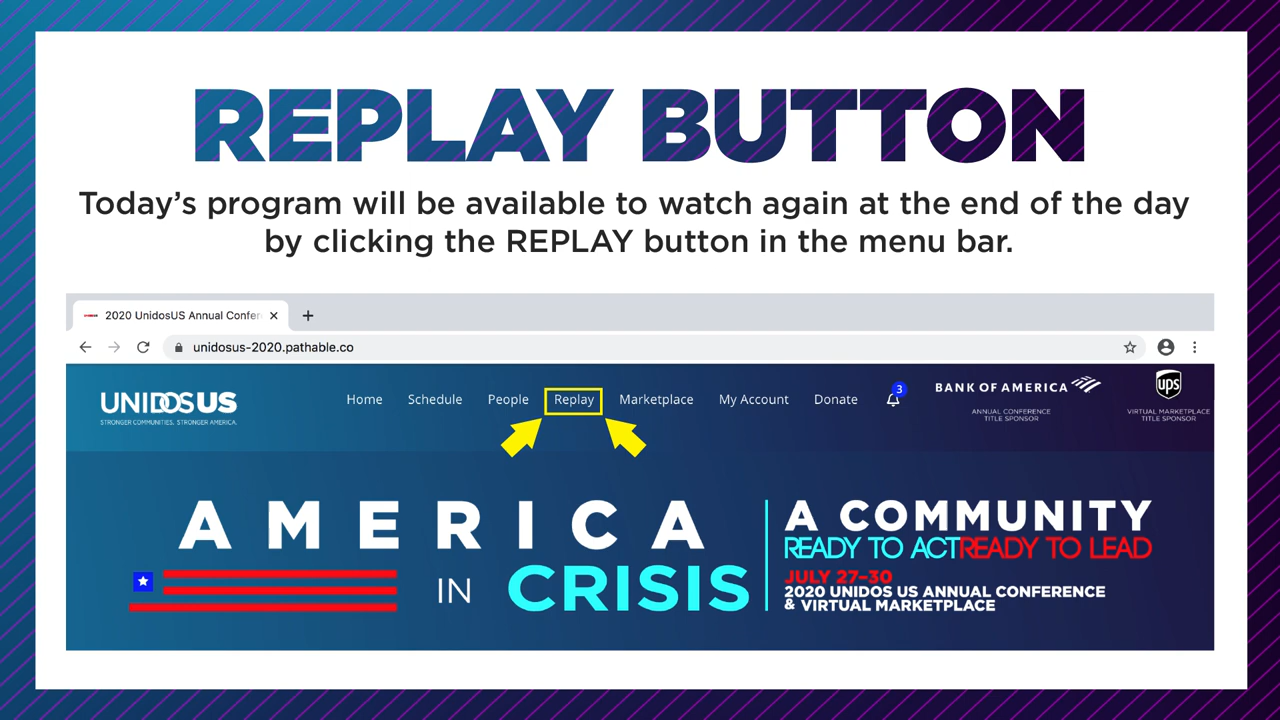 REPLAY BUTTON
Today's program will be available to watch again at the end of the day
by clicking the REPLAY button in the menu bar.
2020 UnidosUS Annual Confer
unidosus-2020.pathable.co
UNIDOSUS
STRONGER COMMUNITIES. STRONGER AMERICA.
Home Schedule People Replay Marketplace My Account Donate 3
BANK OF AMERICA
ANNUAL CONFERENCE
TITLE SPONSOR
ups
VIRTUAL MARKETPLACE
TITLE SPONSOR
AMERICA
IN CRISIS
A COMMUNITY
READY TO ACT READY TO LEAD
JULY 27–30
2020 UNIDOS US ANNUAL CONFERENCE
& VIRTUAL MARKETPLACE